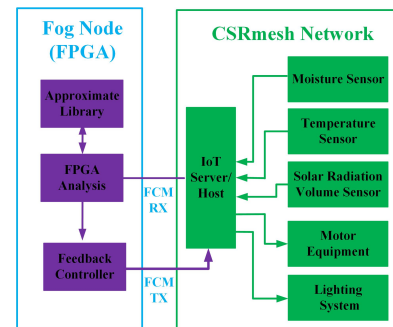 Fog Node
(FPGA)
CSRmesh Network
Approximate
Library
FPGA
Analysis
Feedback
Controller
FCM
RX
FCM
TX
IoT
Server/
Host
Moisture Sensor
Temperature
Sensor
Solar Radiation
Volume Sensor
Motor
Equipment
Lighting
System